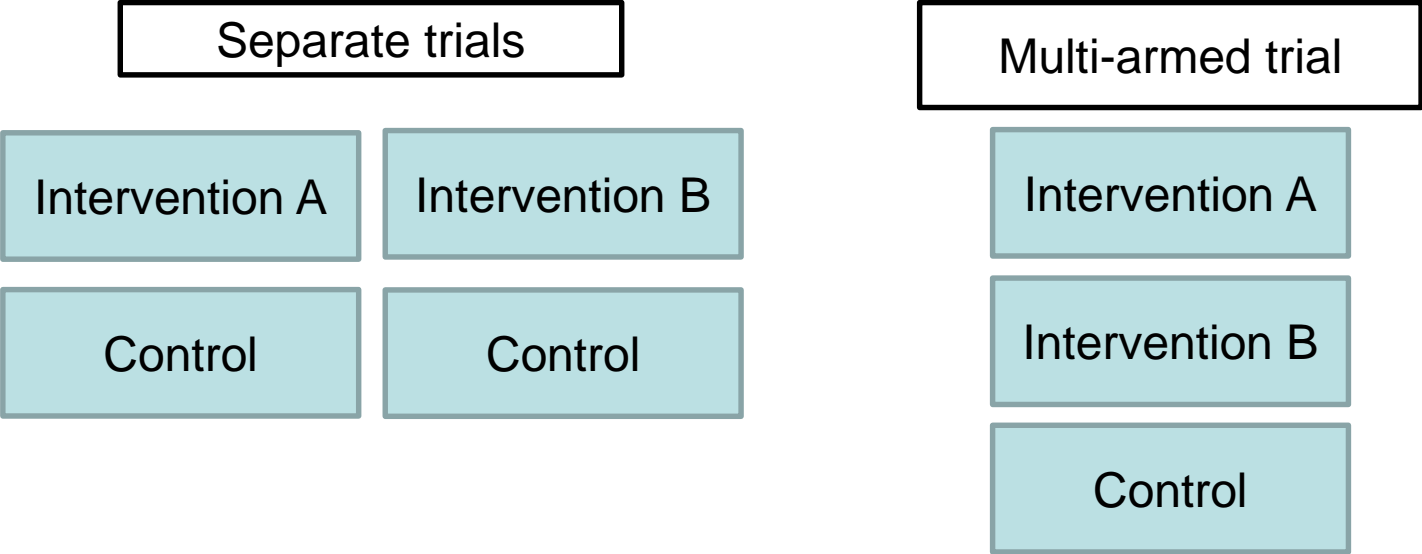 Separate trials
Intervention A
Intervention B
Control
Control
Multi-armed trial
Intervention A
Intervention B
Control